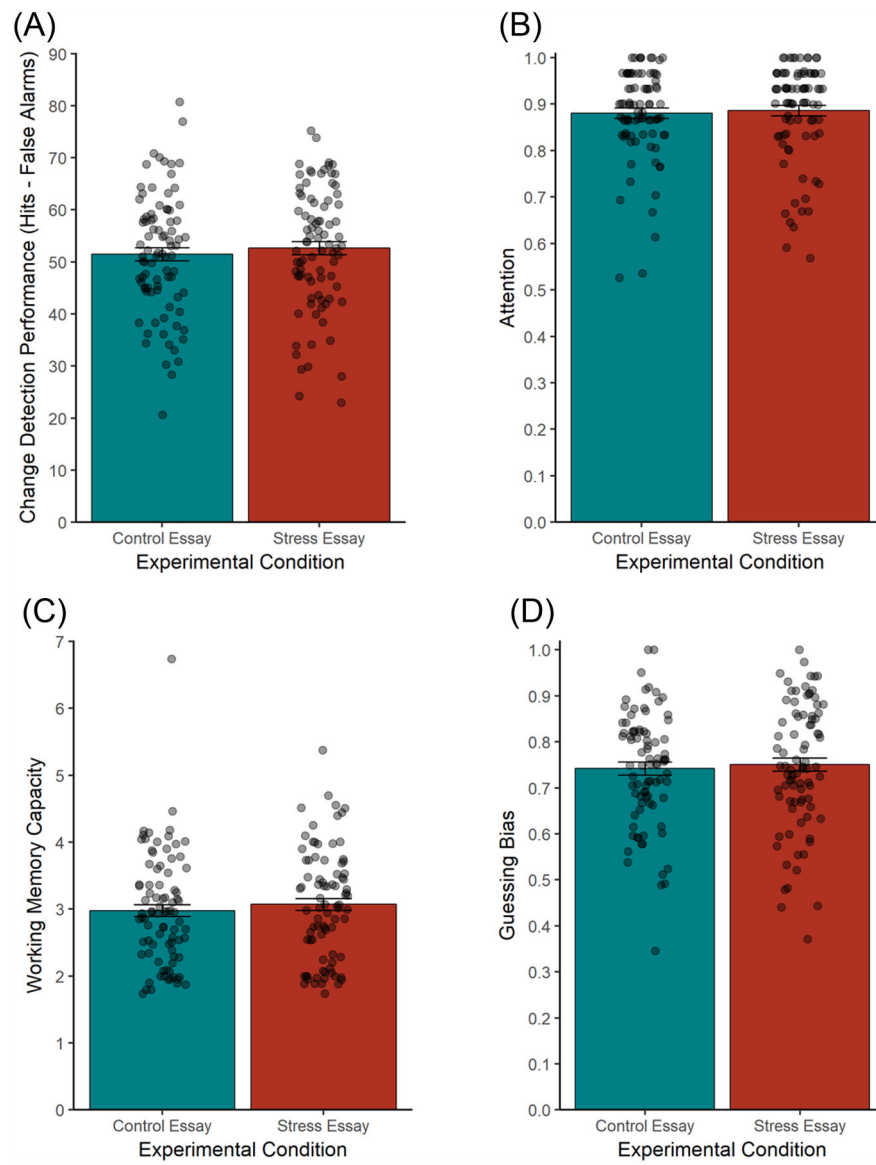 (A)
Change Detection Performance (Hits - False Alarms)
90
80
70
60
50
40
30
20
10
0
Control Essay Stress Essay
Experimental Condition
(B)
Attention
1.0
0.9
0.8
0.7
0.6
0.5
0.4
0.3
0.2
0.1
0.0
Control Essay Stress Essay
Experimental Condition
(C)
Working Memory Capacity
7
6
5
4
3
2
1
0
Control Essay Stress Essay
Experimental Condition
(D)
Guessing Bias
1.0
0.9
0.8
0.7
0.6
0.5
0.4
0.3
0.2
0.1
0.0
Control Essay Stress Essay
Experimental Condition